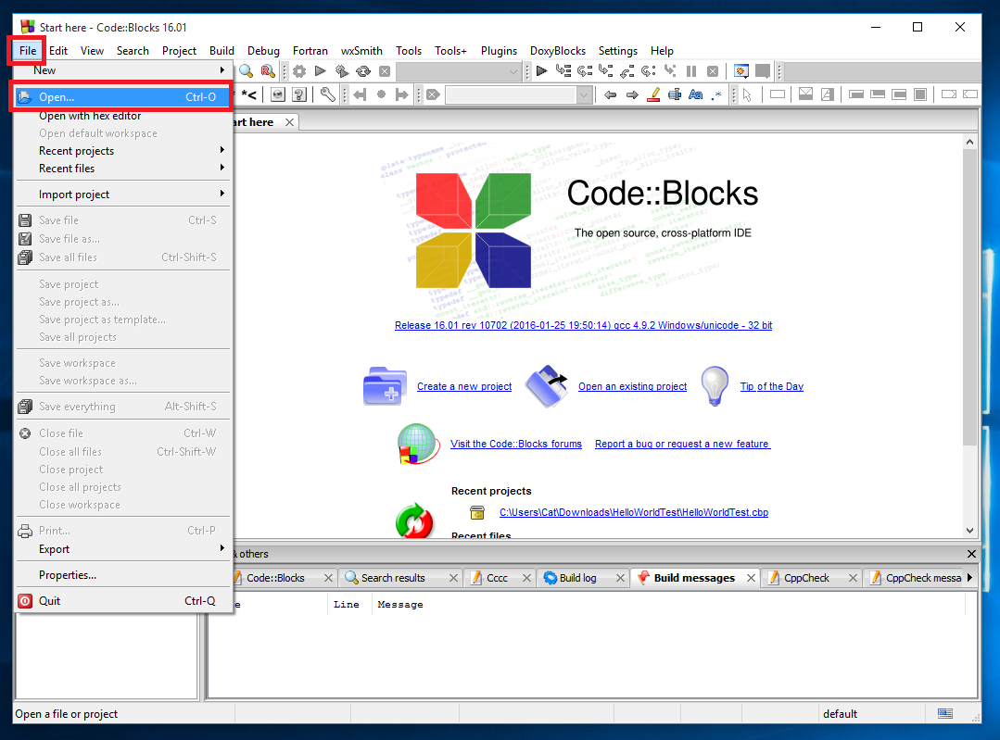 Start here - Code::Blocks 16.01
File Edit View Search Project Build Debug Fortran wxSmith Tools Tools+ Plugins DoxyBlocks Settings Help
New
Open... Ctrl-O
*<
Aa .*
Open with hex editor
art here
Open default workspace
Recent projects
Recent files
Import project
Save file Ctrl-S
Save file as...
Save all files Ctrl-Shift-S
Save project
Save project as...
Save project as template...
Save all projects
Save workspace
Save workspace as...
Save everything Alt-Shift-S
Close file Ctrl-W
Close all files Ctrl-Shift-W
Close project
Close all projects
Close workspace
Print... Ctrl-P
Export
Properties...
Quit Ctrl-Q
Code::Blocks
The open source, cross-platform IDE
Release 16.01 rev 10702 (2016-01-25 19:50:14) gcc 4.9.2 Windows/unicode - 32 bit
Create a new project Open an existing project Tip of the Day
Visit the Code::Blocks forums Report a bug or request a new feature
Recent projects
C:\Users\Cat\Downloads\HelloWorldTest\HelloWorldTest.cbp
Recent files
& others
Code::Blocks Search results Cccc Build log Build messages CppCheck CppCheck messa
e Line Message
Open a file or project default